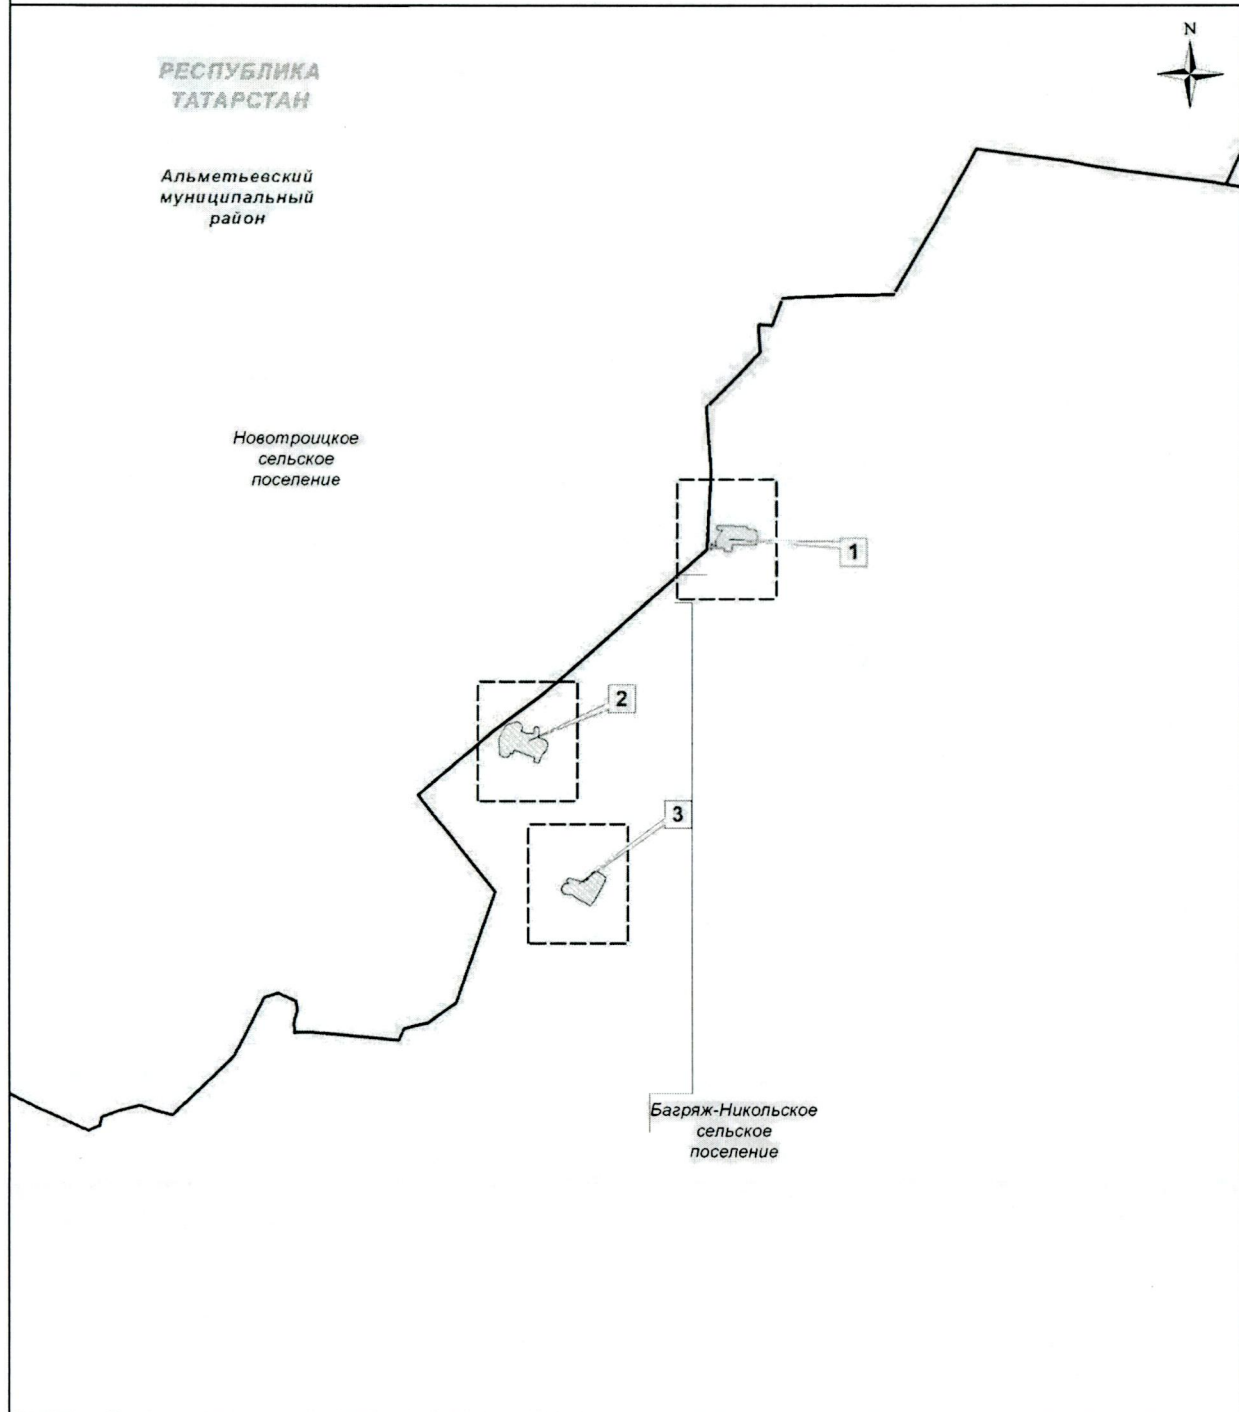 N
РЕСПУБЛИКА
ТАТАРСТАН
Альметьевский
муниципальный
район
Новотроицкое
сельское
поселение
1
2
3
Багряж-Никольское
сельское
поселение